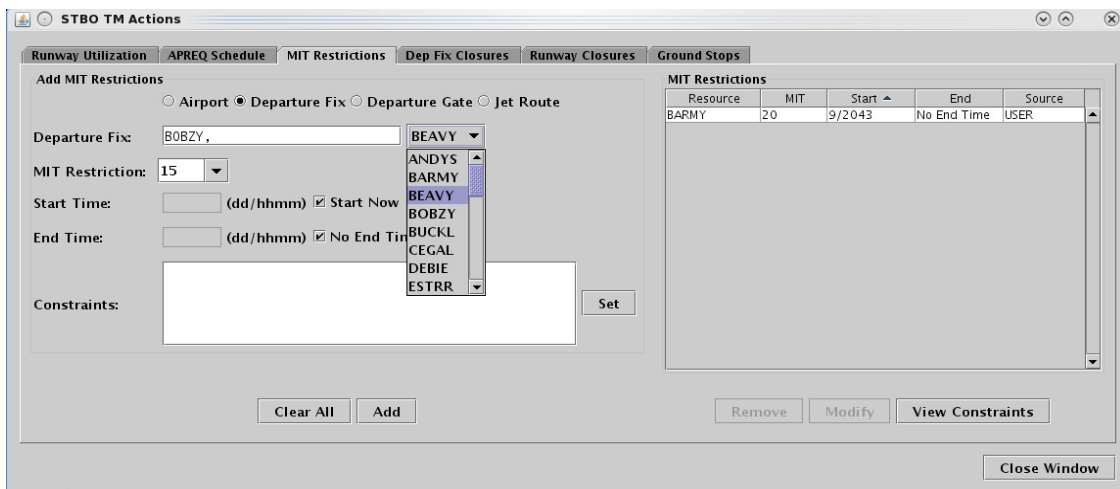 STBO TM Actions
Runway Utilization APREQ Schedule MIT Restrictions Dep Fix Closures Runway Closures Ground Stops
Add MIT Restrictions
Airport Departure Fix Departure Gate Jet Route
Departure Fix: BOBZY, BEAVY
ANDYS
BARMY
BEAVY
BOBZY
BUCKL
CEGAL
DEBIE
ESTRR
MIT Restriction: 15
Start Time: (dd/hhmm) Start Now
End Time: (dd/hhmm) No End Tim
Constraints: Set
Clear All Add
MIT Restrictions
Resource MIT Start End Source
BARMY 20 9/2043 No End Time USER
Remove Modify View Constraints
Close Window